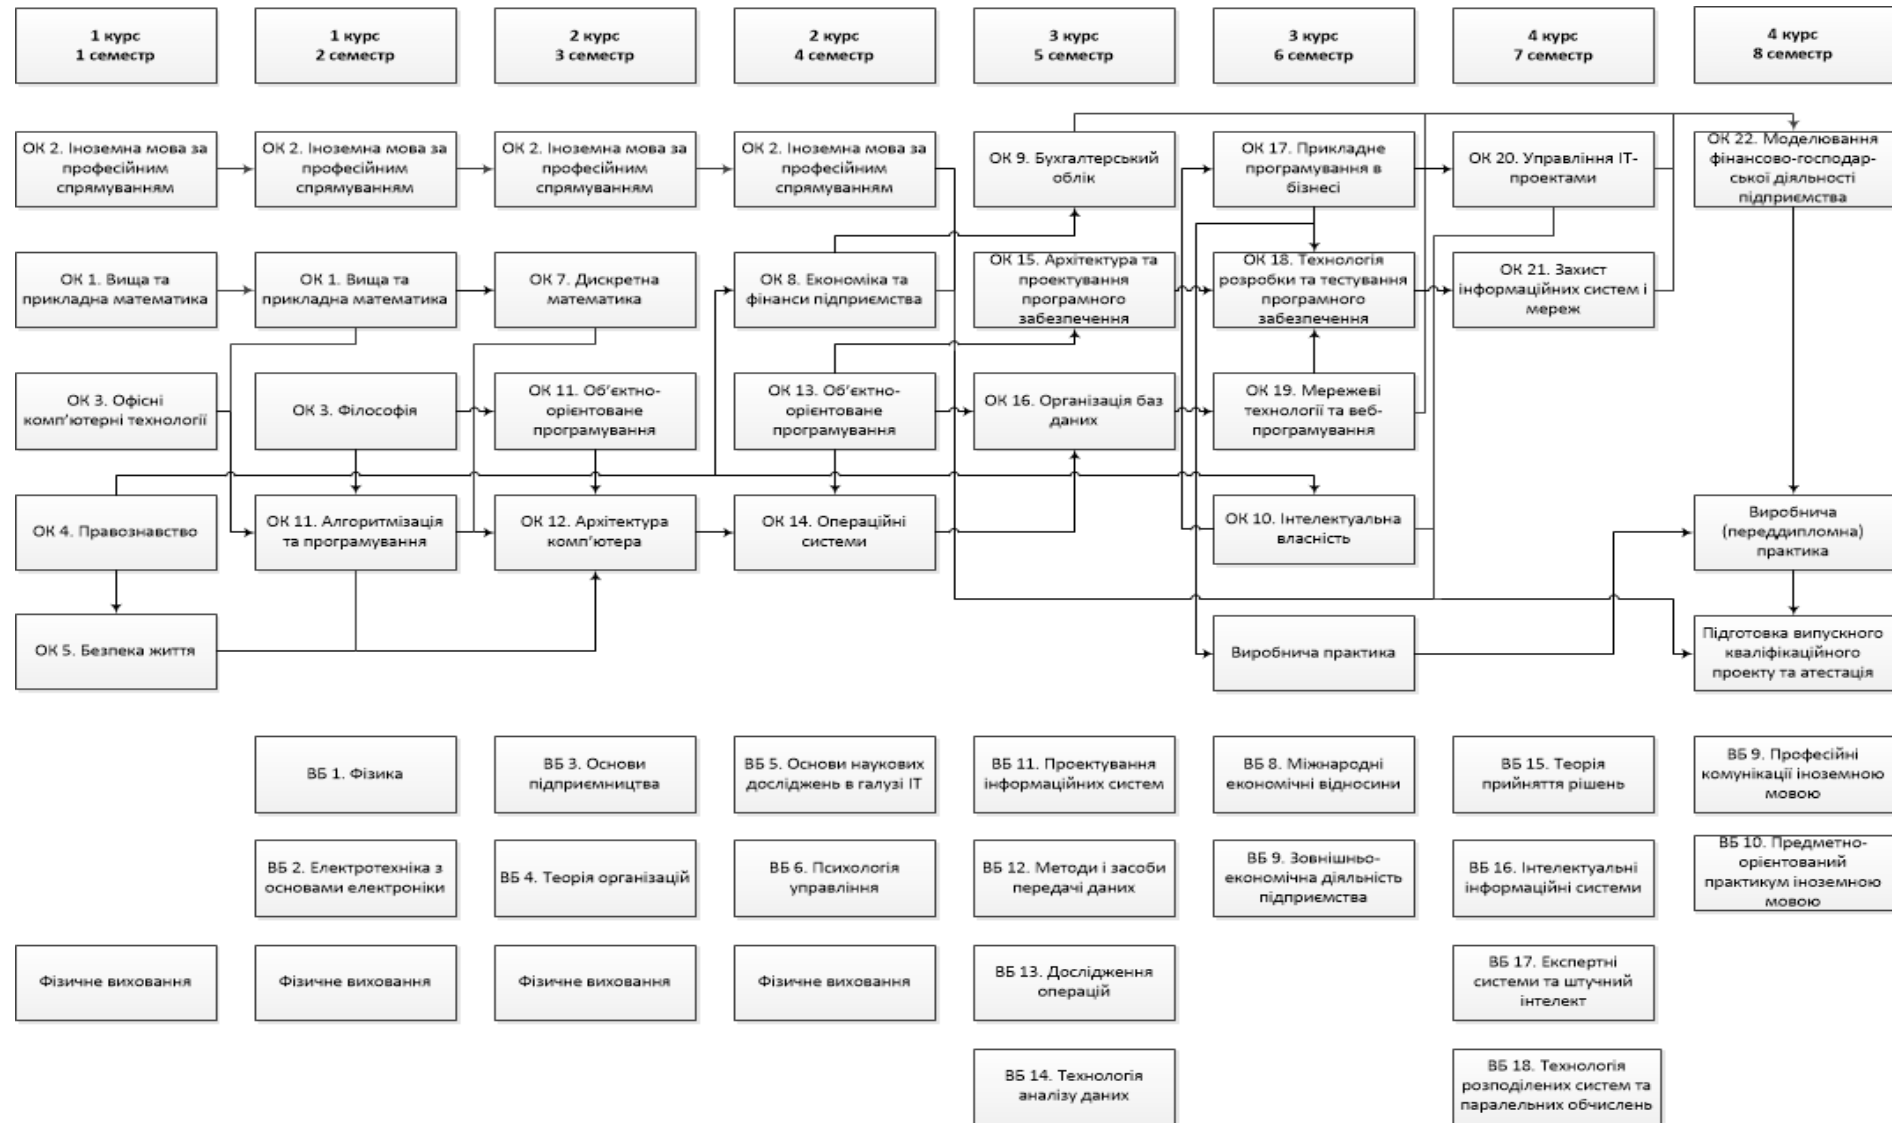 1 курс
1 семестр
1 курс
2 семестр
2 курс
3 семестр
2 курс
4 семестр
3 курс
5 семестр
3 курс
6 семестр
4 курс
7 семестр
4 курс
8 семестр
ОК 2. Іноземна мова за
професійним
спрямуванням
ОК 2. Іноземна мова за
професійним
спрямуванням
ОК 2. Іноземна мова за
професійним
спрямуванням
ОК 2. Іноземна мова за
професійним
спрямуванням
ОК 9. Бухгалтерський
облік
ОК 17. Прикладне
програмування в
бізнесі
ОК 20. Управління ІТ-
проектами
ОК 22. Моделювання
фінансово-господар-
ської діяльності
підприємства
ОК 1. Вища та
прикладна математика
ОК 1. Вища та
прикладна математика
ОК 7. Дискретна
математика
ОК 8. Економіка та
фінанси підприємства
ОК 15. Архітектура та
проектування
програмного
забезпечення
ОК 18. Технологія
розробки та тестування
програмного
забезпечення
ОК 21. Захист
інформаційних систем і
мереж
ОК 3. Офісні
комп'ютерні технології
ОК 3. Філософія
ОК 11. Об'єктно-
орієнтоване
програмування
ОК 13. Об'єктно-
орієнтоване
програмування
ОК 16. Організація баз
даних
ОК 19. Мережеві
технології та веб-
програмування
ОК 4. Правознавство
ОК 11. Алгоритмізація
та програмування
ОК 12. Архітектура
комп'ютера
ОК 14. Операційні
системи
ОК 10. Інтелектуальна
власність
Виробнича
(переддипломна)
практика
ОК 5. Безпека життя
Виробнича практика
Підготовка випускного
кваліфікаційного
проекту та атестація
ВБ 1. Фізика
ВБ 3. Основи
підприємництва
ВБ 5. Основи наукових
досліджень в галузі ІТ
ВБ 11. Проектування
інформаційних систем
ВБ 8. Міжнародні
економічні відносини
ВБ 15. Теорія
прийняття рішень
ВБ 9. Професійні
комунікації іноземною
мовою
ВБ 2. Електротехніка з
основами електроніки
ВБ 4. Теорія організацій
ВБ 6. Психологія
управління
ВБ 12. Методи і засоби
передачі даних
ВБ 9. Зовнішньо-
економічна діяльність
підприємства
ВБ 16. Інтелектуальні
інформаційні системи
ВБ 10. Предметно-
орієнтований
практикум іноземною
мовою
Фізичне виховання
Фізичне виховання
Фізичне виховання
Фізичне виховання
ВБ 13. Дослідження
операцій
ВБ 17. Експертні
системи та штучний
інтелект
ВБ 14. Технологія
аналізу даних
ВБ 18. Технологія
розподілених систем та
паралельних обчислень